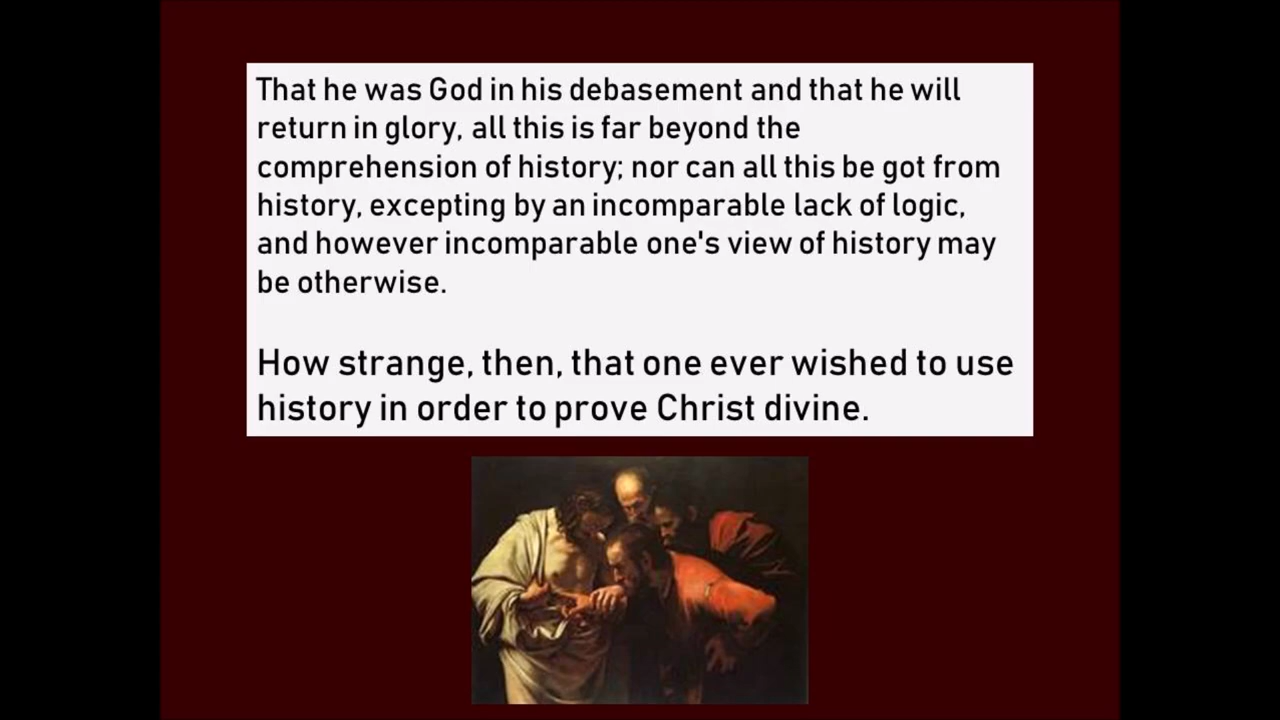 That he was God in his debasement and that he will
return in glory, all this is far beyond the
comprehension of history; nor can all this be got from
history, excepting by an incomparable lack of logic,
and however incomparable one's view of history may
be otherwise.
How strange, then, that one ever wished to use
history in order to prove Christ divine.